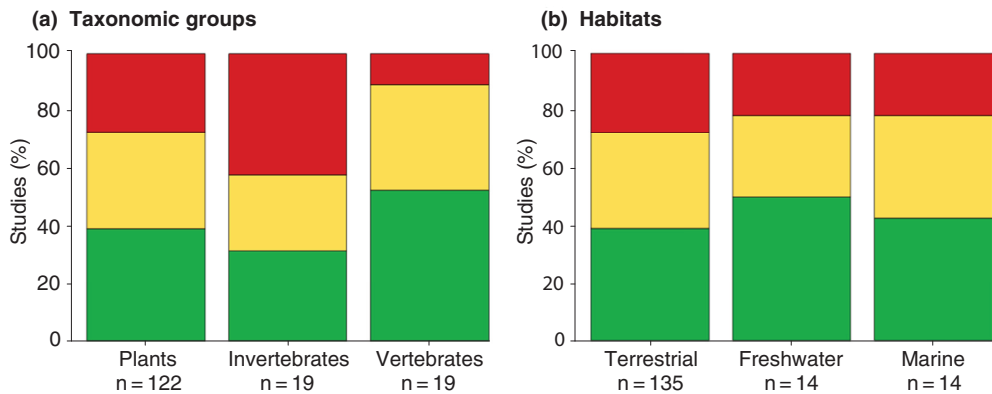 (a) Taxonomic groups
100
80
60
40
20
0
Studies (%)
Plants
n = 122
Invertebrates
n = 19
Vertebrates
n = 19
(b) Habitats
100
80
60
40
20
0
Studies (%)
Terrestrial
n = 135
Freshwater
n = 14
Marine
n = 14